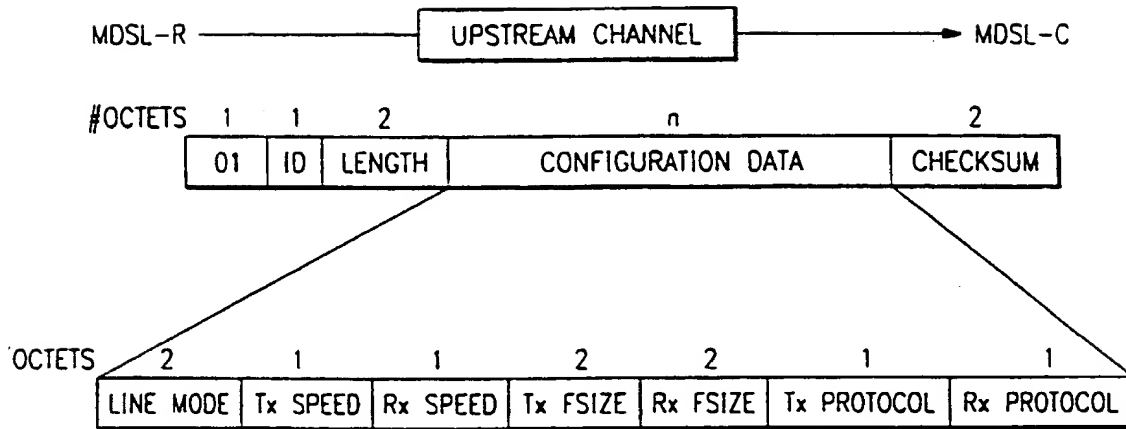 MDSL-R UPSTREAM CHANNEL MDSL-C
#OCTETS 1 1 2 n 2
01 ID LENGTH CONFIGURATION DATA CHECKSUM
OCTETS 2 1 1 2 2 1 1
LINE MODE Tx SPEED Rx SPEED Tx FSIZE Rx FSIZE Tx PROTOCOL Rx PROTOCOL